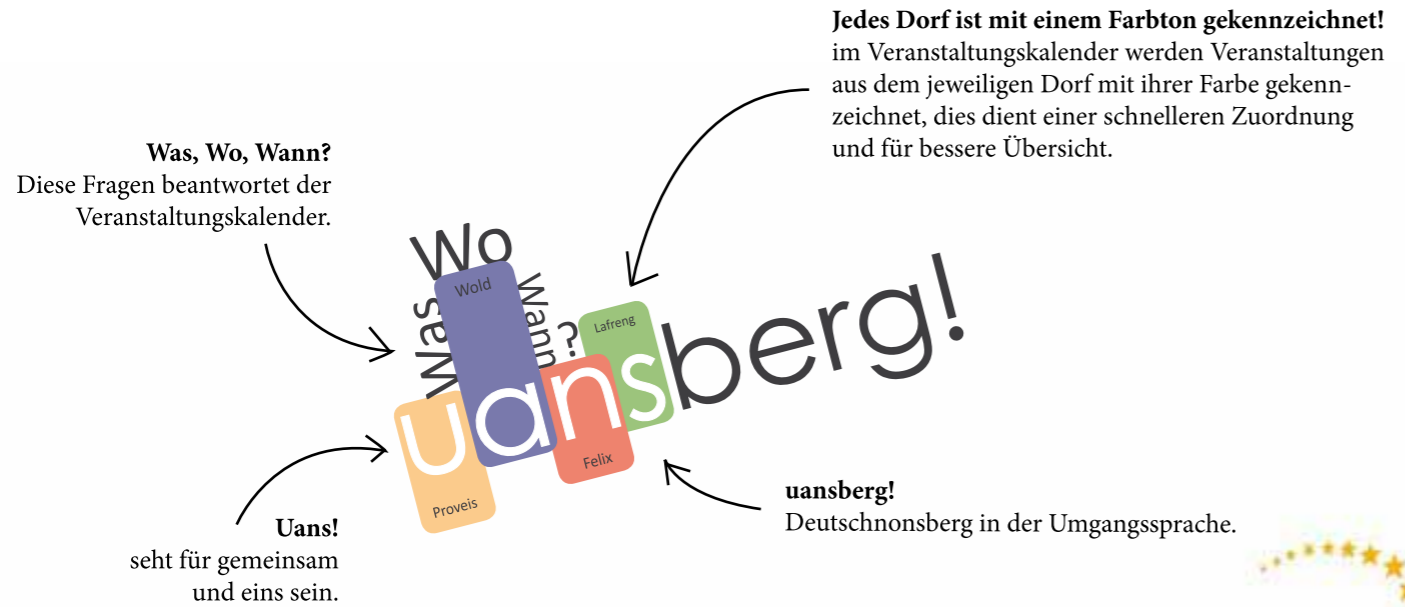 Jedes Dorf ist mit einem Farbton gekennzeichnet!
im Veranstaltungskalender werden Veranstaltungen
aus dem jeweiligen Dorf mit ihrer Farbe gekenn-
zeichnet, dies dient einer schnelleren Zuordnung
und für bessere Übersicht.
Was, Wo, Wann?
Diese Fragen beantwortet der
Veranstaltungskalender.
Was
Wo
Wann
?
Wold
Lafreng
uansberg!
Proveis
Felix
uansberg!
Deutschnonsberg in der Umgangssprache.
Uans!
seht für gemeinsam
und eins sein.